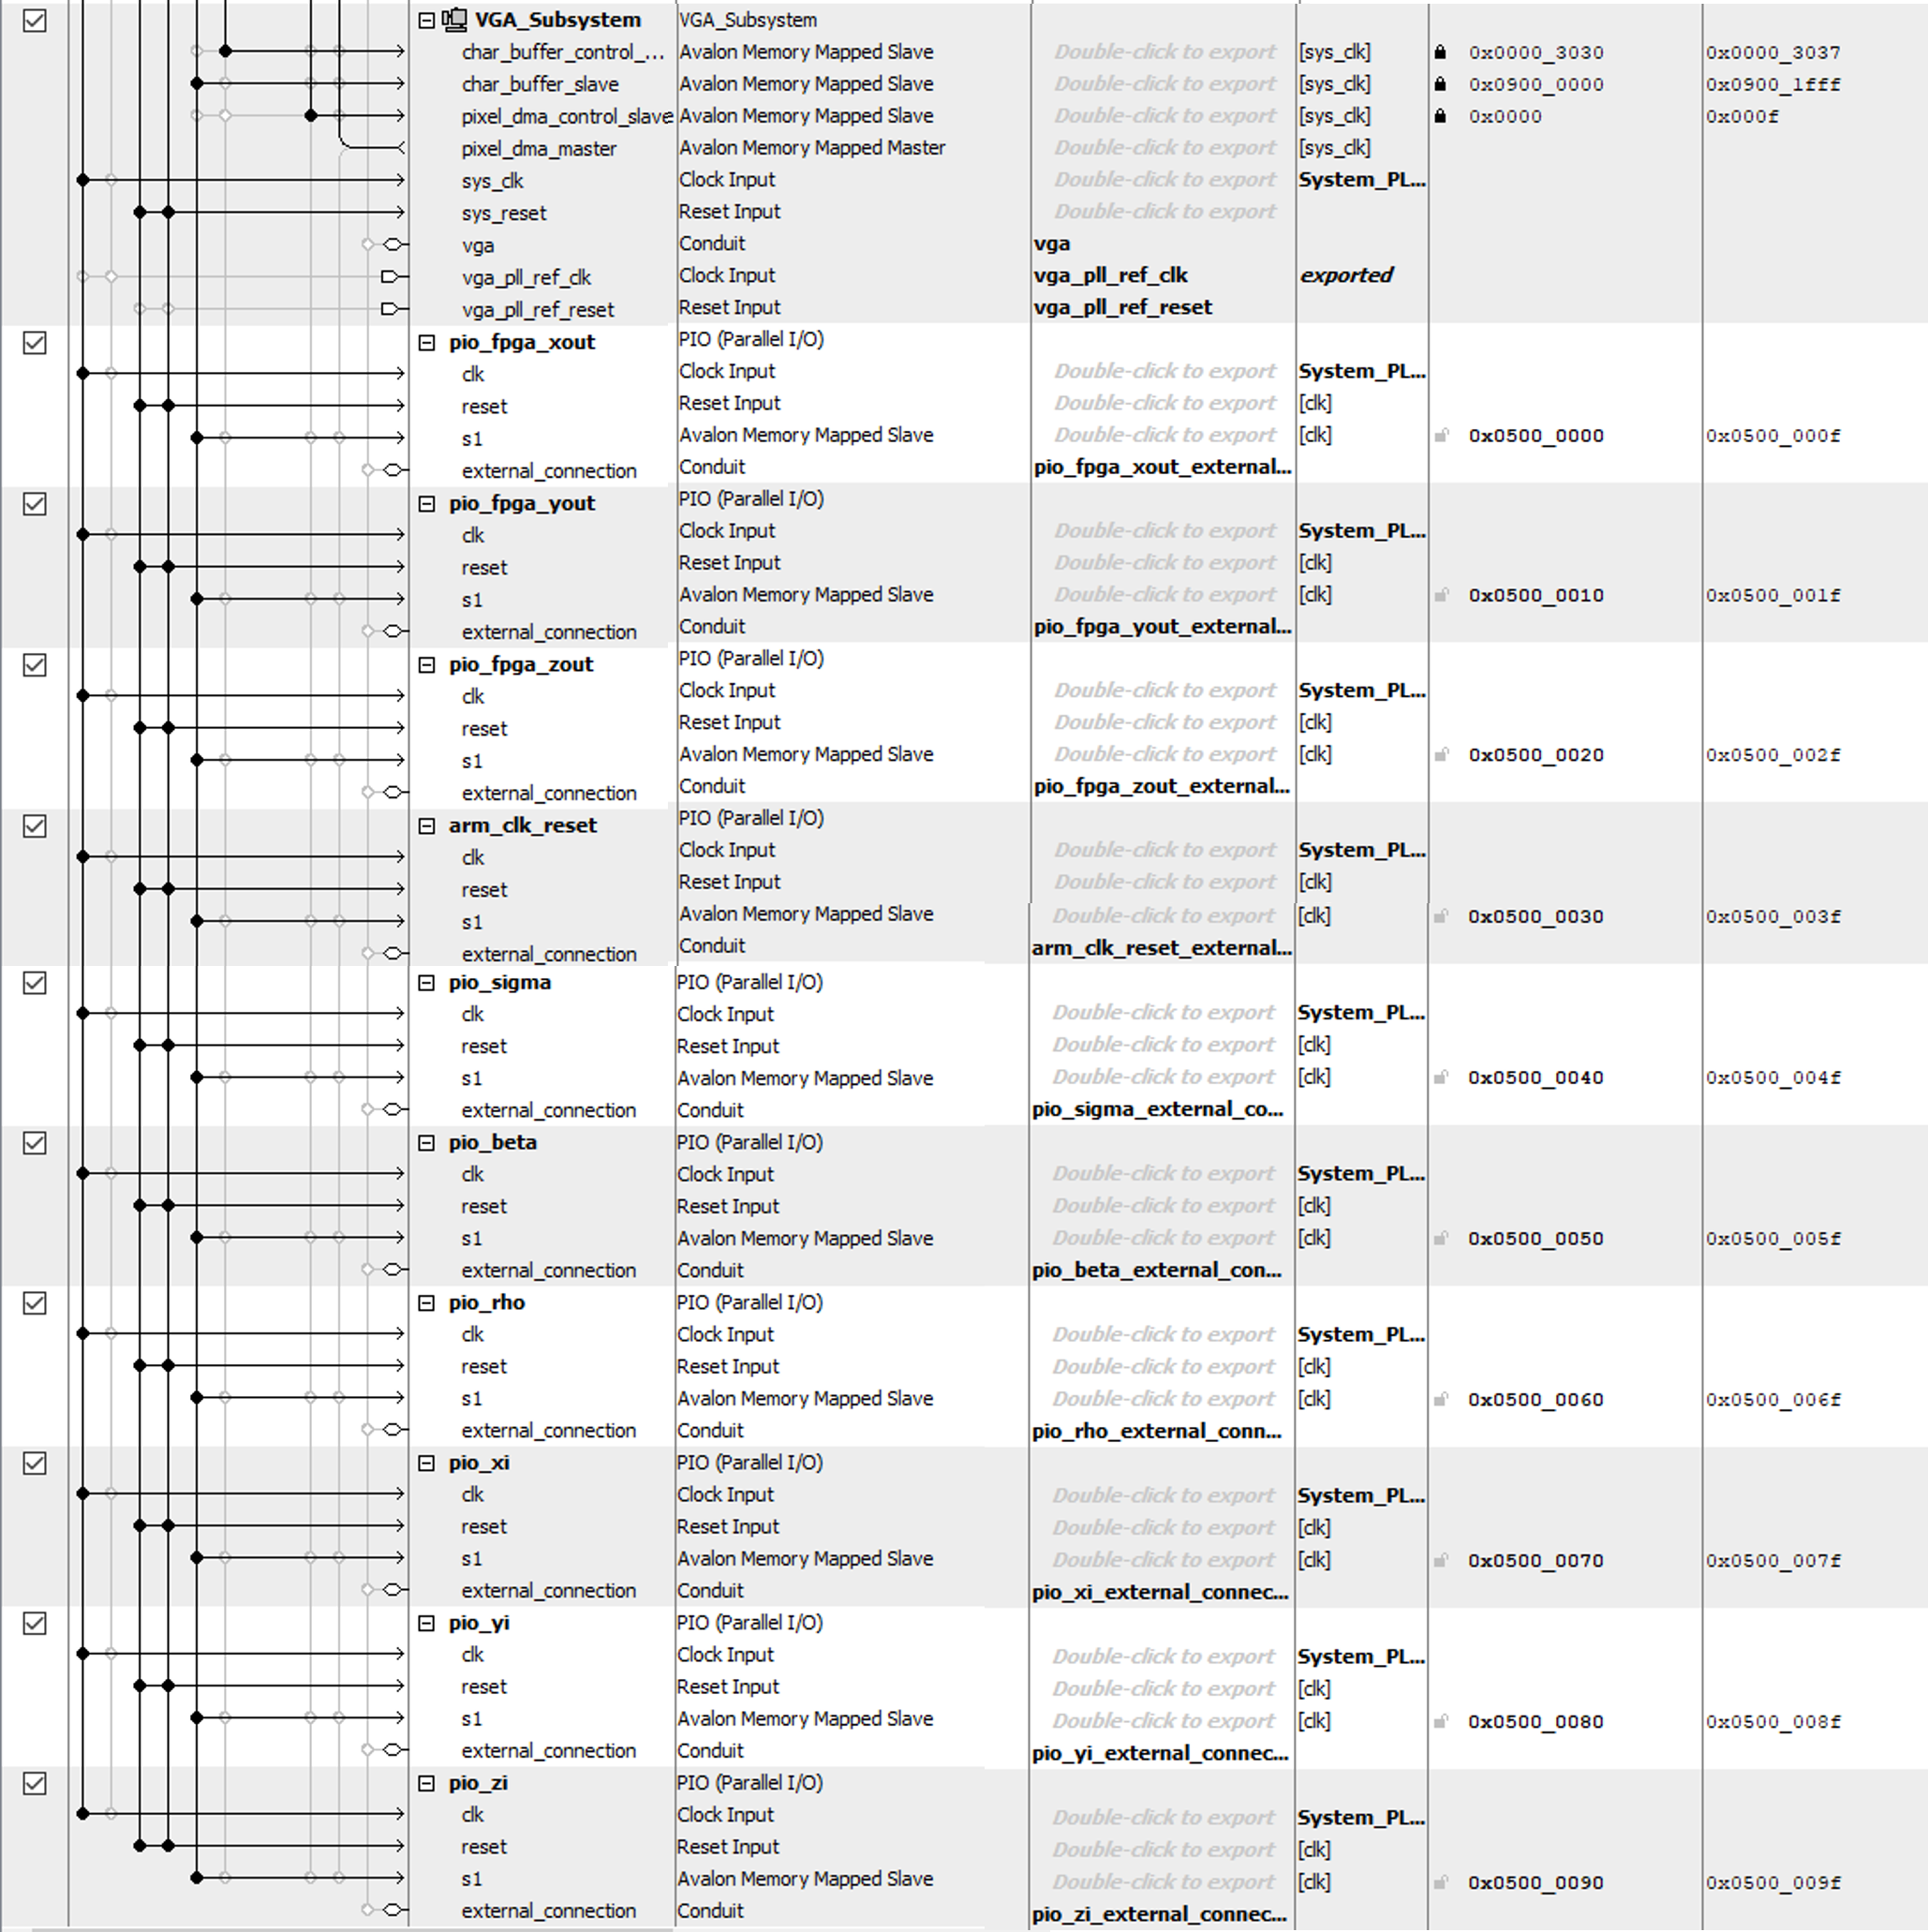 VGA_Subsystem VGA_Subsystem
char_buffer_control_... Avalon Memory Mapped Slave Double-click to export [sys_clk] 0x0000_3030 0x0000_3037
char_buffer_slave Avalon Memory Mapped Slave Double-click to export [sys_clk] 0x0900_0000 0x0900_1fff
pixel_dma_control_slave Avalon Memory Mapped Slave Double-click to export [sys_clk] 0x0000 0x000f
pixel_dma_master Avalon Memory Mapped Master Double-click to export [sys_clk]
sys_clk Clock Input Double-click to export System_PL...
sys_reset Reset Input Double-click to export
vga Conduit vga
vga_pll_ref_clk Clock Input vga_pll_ref_clk exported
vga_pll_ref_reset Reset Input vga_pll_ref_reset
pio_fpga_xout PIO (Parallel I/O)
clk Clock Input Double-click to export System_PL...
reset Reset Input Double-click to export [clk]
s1 Avalon Memory Mapped Slave Double-click to export [clk] 0x0500_0000 0x0500_000f
external_connection Conduit pio_fpga_xout_external...
pio_fpga_yout PIO (Parallel I/O)
clk Clock Input Double-click to export System_PL...
reset Reset Input Double-click to export [clk]
s1 Avalon Memory Mapped Slave Double-click to export [clk] 0x0500_0010 0x0500_001f
external_connection Conduit pio_fpga_yout_external...
pio_fpga_zout PIO (Parallel I/O)
clk Clock Input Double-click to export System_PL...
reset Reset Input Double-click to export [clk]
s1 Avalon Memory Mapped Slave Double-click to export [clk] 0x0500_0020 0x0500_002f
external_connection Conduit pio_fpga_zout_external...
arm_clk_reset PIO (Parallel I/O)
clk Clock Input Double-click to export System_PL...
reset Reset Input Double-click to export [clk]
s1 Avalon Memory Mapped Slave Double-click to export [clk] 0x0500_0030 0x0500_003f
external_connection Conduit arm_clk_reset_external...
pio_sigma PIO (Parallel I/O)
clk Clock Input Double-click to export System_PL...
reset Reset Input Double-click to export [clk]
s1 Avalon Memory Mapped Slave Double-click to export [clk] 0x0500_0040 0x0500_004f
external_connection Conduit pio_sigma_external_co...
pio_beta PIO (Parallel I/O)
clk Clock Input Double-click to export System_PL...
reset Reset Input Double-click to export [clk]
s1 Avalon Memory Mapped Slave Double-click to export [clk] 0x0500_0050 0x0500_005f
external_connection Conduit pio_beta_external_con...
pio_rho PIO (Parallel I/O)
clk Clock Input Double-click to export System_PL...
reset Reset Input Double-click to export [clk]
s1 Avalon Memory Mapped Slave Double-click to export [clk] 0x0500_0060 0x0500_006f
external_connection Conduit pio_rho_external_conn...
pio_xi PIO (Parallel I/O)
clk Clock Input Double-click to export System_PL...
reset Reset Input Double-click to export [clk]
s1 Avalon Memory Mapped Slave Double-click to export [clk] 0x0500_0070 0x0500_007f
external_connection Conduit pio_xi_external_connec...
pio_yi PIO (Parallel I/O)
clk Clock Input Double-click to export System_PL...
reset Reset Input Double-click to export [clk]
s1 Avalon Memory Mapped Slave Double-click to export [clk] 0x0500_0080 0x0500_008f
external_connection Conduit pio_yi_external_connec...
pio_zi PIO (Parallel I/O)
clk Clock Input Double-click to export System_PL...
reset Reset Input Double-click to export [clk]
s1 Avalon Memory Mapped Slave Double-click to export [clk] 0x0500_0090 0x0500_009f
external_connection Conduit pio_zi_external_connec...